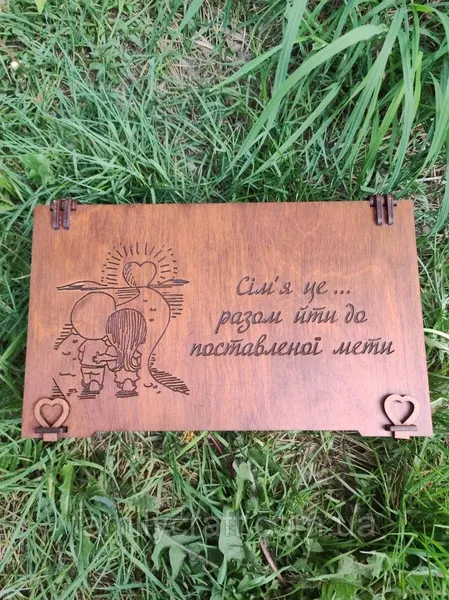 Сім'я це...
разом йти до
поставленої мети